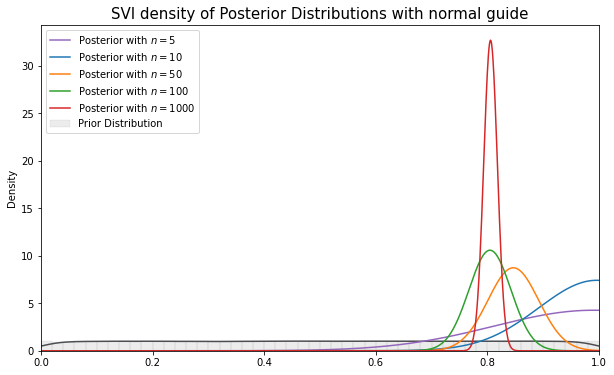 SVI density of Posterior Distributions with normal guide
Posterior with n = 5
Posterior with n = 10
Posterior with n = 50
Posterior with n = 100
Posterior with n = 1000
Prior Distribution
Density
30
25
20
15
10
5
0
0.0 0.2 0.4 0.6 0.8 1.0